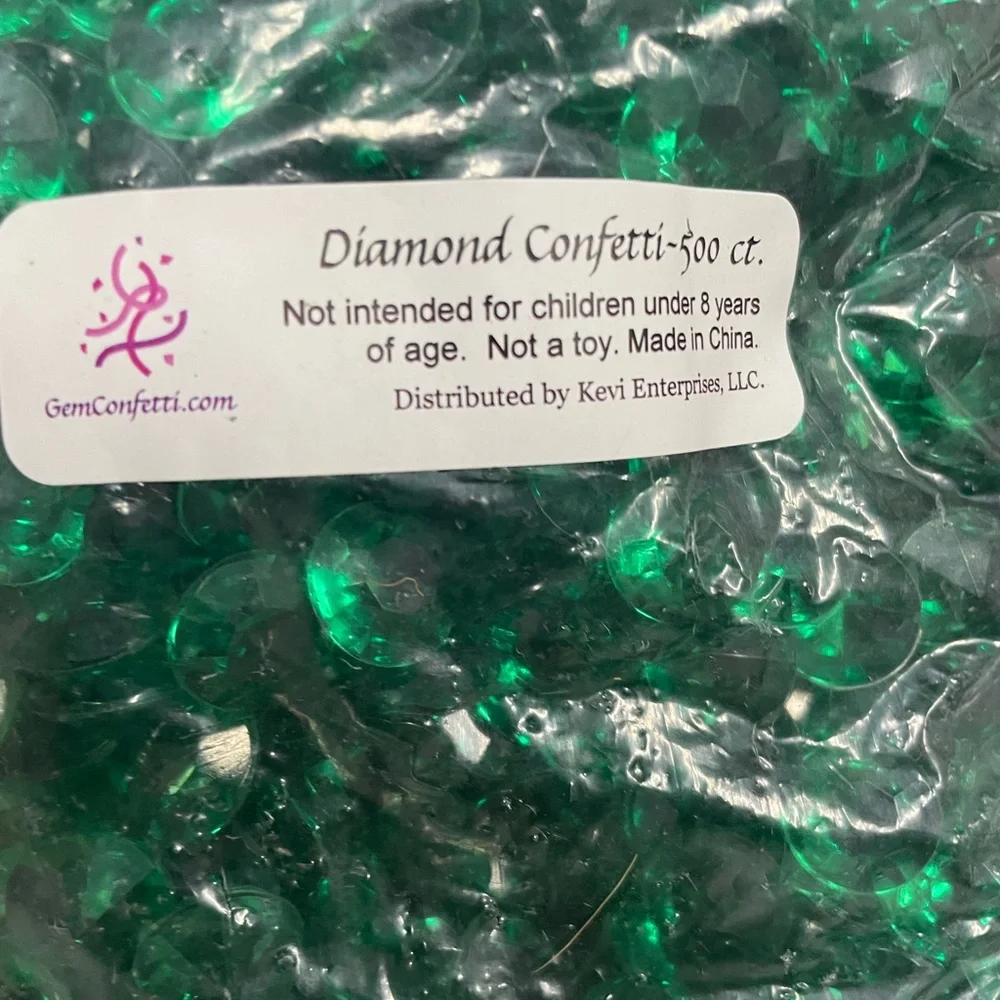 Diamond Confetti-500 ct.
Not intended for children under 8 years
of age. Not a toy. Made in China.
Distributed by Kevi Enterprises, LLC.
GemConfetti.com